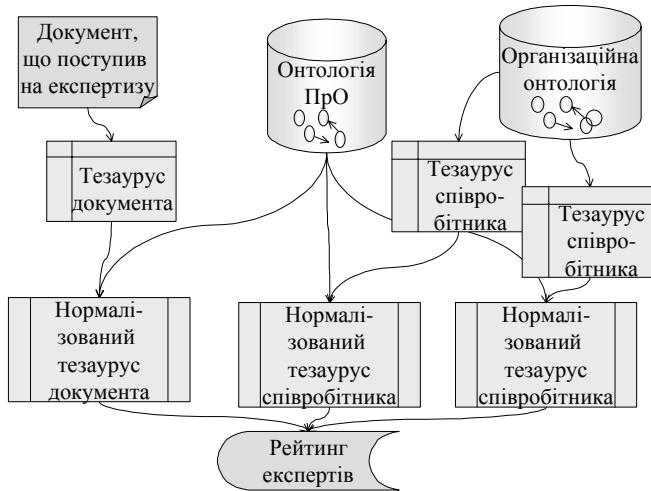 Документ,
що поступив
на експертизу
Онтологія
ПрО
Організаційна
онтологія
Тезаурус
документа
Тезаурус
співро-
бітника
Тезаурус
співро-
бітника
Нормалі-
зований
тезаурус
документа
Нормалі-
зований
тезаурус
співробітника
Нормалі-
зований
тезаурус
співробітника
Рейтинг
експертів